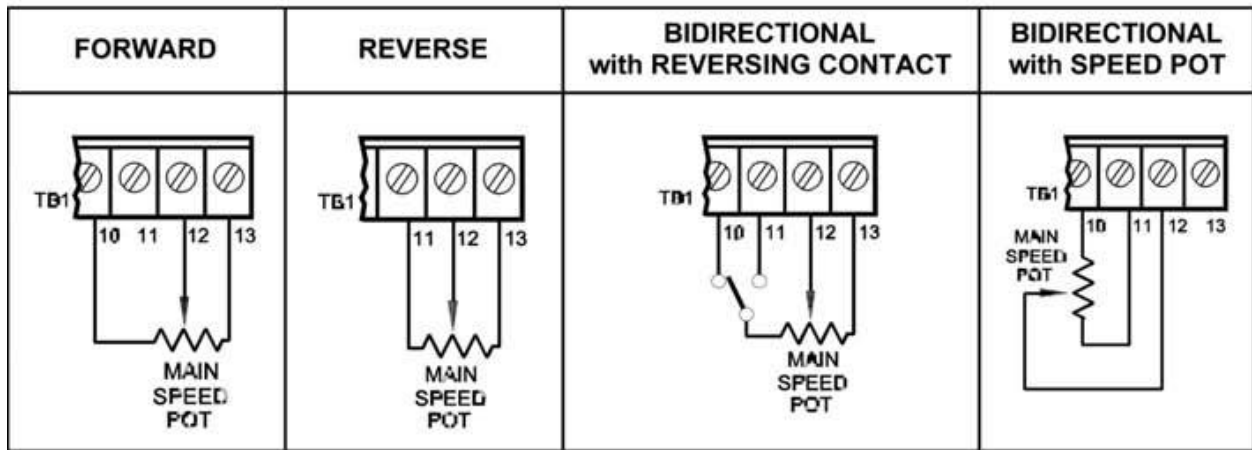 FORWARD
REVERSE
BIDIRECTIONAL
with REVERSING CONTACT
BIDIRECTIONAL
with SPEED POT
TB1
10 11 12 13
MAIN
SPEED
POT
TB1
11 12 13
MAIN
SPEED
POT
TB1
10 11 12 13
MAIN
SPEED
POT
TB1
10 11 12 13
MAIN
SPEED
POT